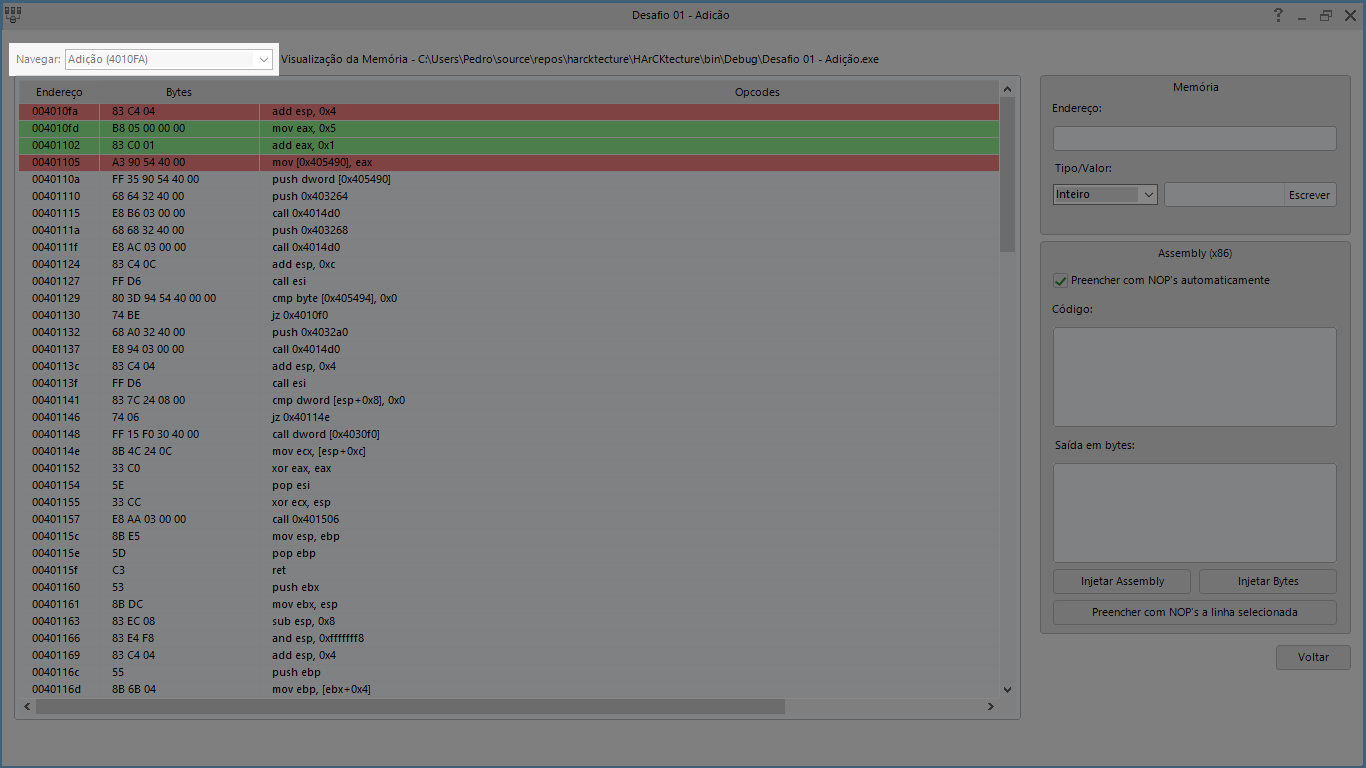 Desafio 01 - Adição
Navegar: Adição (4010FA) Visualização da Memória - C:\Users\Pedro\source\repos\harcktecture\HArCKtecture\bin\Debug\Desafio 01 - Adição.exe
Endereço Bytes Opcodes
004010fa 83 C4 04 add esp, 0x4
004010fd B8 05 00 00 00 mov eax, 0x5
00401102 83 C0 01 add eax, 0x1
00401105 A3 90 54 40 00 mov [0x405490], eax
0040110a FF 35 90 54 40 00 push dword [0x405490]
00401110 68 64 32 40 00 push 0x403264
00401115 E8 B6 03 00 00 call 0x4014d0
0040111a 68 68 32 40 00 push 0x403268
0040111f E8 AC 03 00 00 call 0x4014d0
00401124 83 C4 0C add esp, 0xc
00401127 FF D6 call esi
00401129 80 3D 94 54 40 00 00 cmp byte [0x405494], 0x0
00401130 74 BE jz 0x4010f0
00401132 68 A0 32 40 00 push 0x4032a0
00401137 E8 94 03 00 00 call 0x4014d0
0040113c 83 C4 04 add esp, 0x4
0040113f FF D6 call esi
00401141 83 7C 24 08 00 cmp dword [esp+0x8], 0x0
00401146 74 06 jz 0x40114e
00401148 FF 15 F0 30 40 00 call dword [0x4030f0]
0040114e 8B 4C 24 0C mov ecx, [esp+0xc]
00401152 33 C0 xor eax, eax
00401154 5E pop esi
00401155 33 CC xor ecx, esp
00401157 E8 AA 03 00 00 call 0x401506
0040115c 8B E5 mov esp, ebp
0040115e 5D pop ebp
0040115f C3 ret
00401160 53 push ebx
00401161 8B DC mov ebx, esp
00401163 83 EC 08 sub esp, 0x8
00401166 83 E4 F8 and esp, 0xfffffff8
00401169 83 C4 04 add esp, 0x4
0040116c 55 push ebp
0040116d 8B 6B 04 mov ebp, [ebx+0x4]
Memória
Endereço:
Tipo/Valor:
Inteiro Escrever
Assembly (x86)
Preencher com NOP's automaticamente
Código:
Saída em bytes:
Injetar Assembly Injetar Bytes
Preencher com NOP's a linha selecionada
Voltar